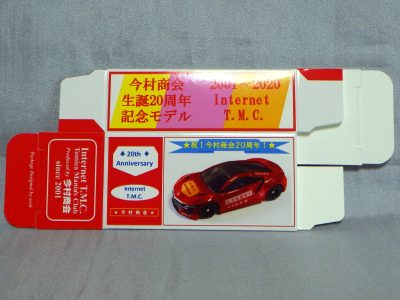 今村商会 2001～2020
生誕20周年 Internet
記念モデル T.M.C.
★祝！今村商会20周年！★
♠ 20th ♦
Anniversary
Internet
T.M.C.
★今村商会★
Internet T.M.C.
Tomica Mania's Club
Produced by 今村商会
since 2001